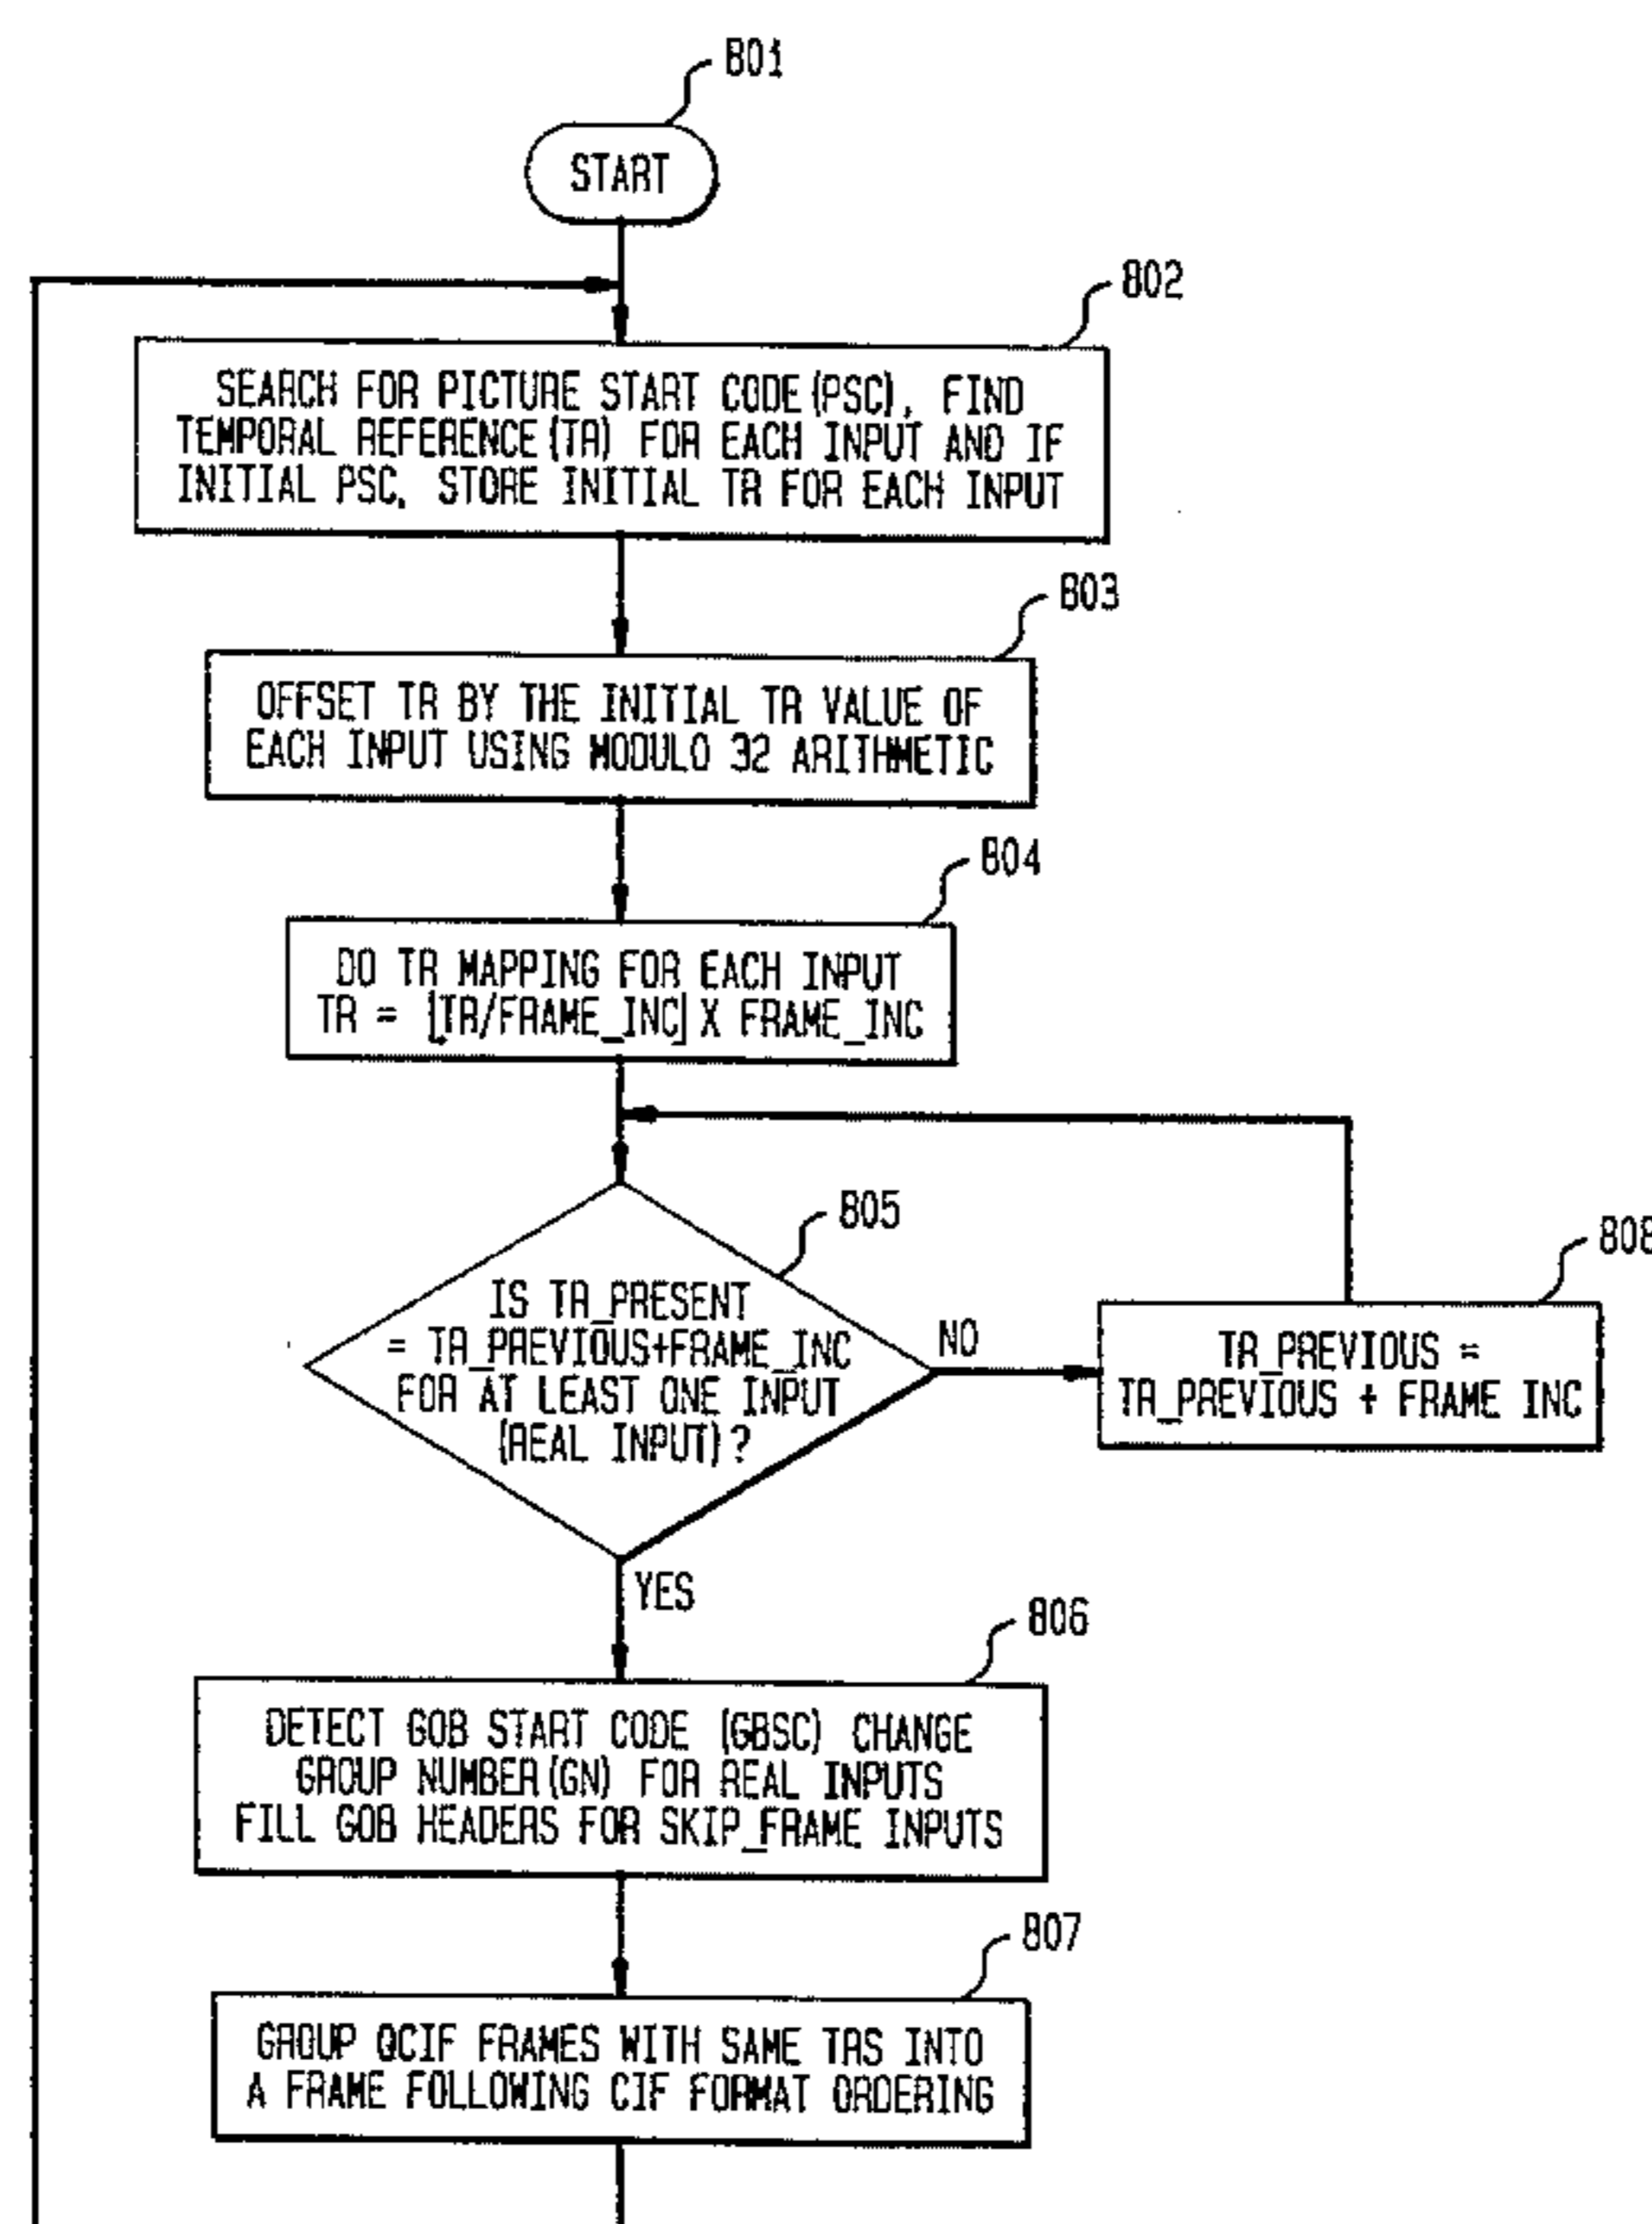 801
START
802
SEARCH FOR PICTURE START CODE(PSC), FIND
TEMPORAL REFERENCE(TR) FOR EACH INPUT AND IF
INITIAL PSC, STORE INITIAL TR FOR EACH INPUT
803
OFFSET TR BY THE INITIAL TR VALUE OF
EACH INPUT USING MODULO 32 ARITHMETIC
804
DO TR MAPPING FOR EACH INPUT
TR = ⌊TR/FRAME_INC⌋ X FRAME_INC
805
IS TR_PRESENT
= TR_PREVIOUS+FRAME_INC
FOR AT LEAST ONE INPUT
(REAL INPUT)?
NO
808
TR_PREVIOUS =
TR_PREVIOUS + FRAME INC
YES
806
DETECT GOB START CODE (GBSC) CHANGE
GROUP NUMBER(GN) FOR REAL INPUTS
FILL GOB HEADERS FOR SKIP_FRAME INPUTS
807
GROUP QCIF FRAMES WITH SAME TRS INTO
A FRAME FOLLOWING CIF FORMAT ORDERING